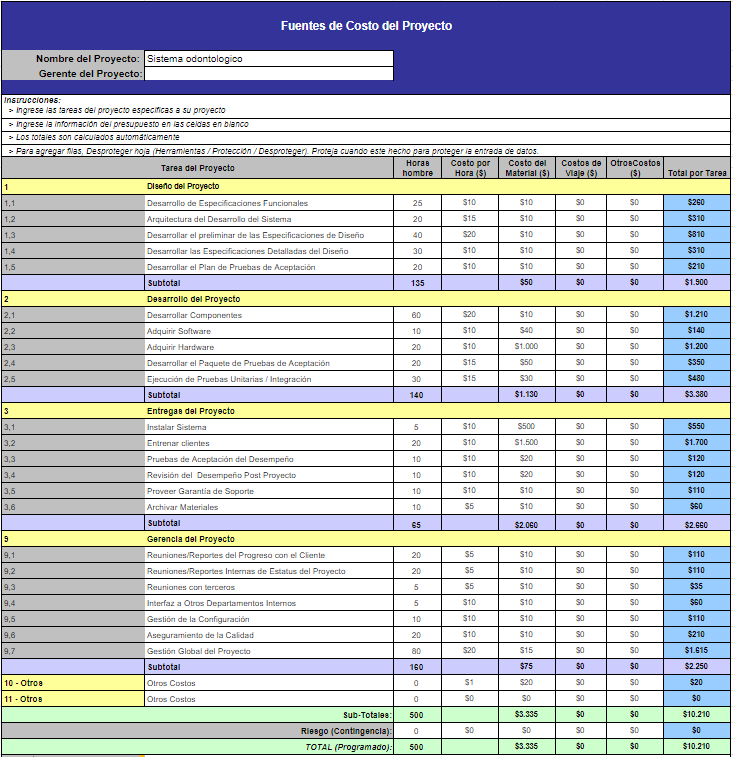 Fuentes de Costo del Proyecto
Nombre del Proyecto: Sistema odontologico
Gerente del Proyecto:
Instrucciones:
> Ingrese las tareas del proyecto específicas a su proyecto
> Ingrese la información del presupuesto en las celdas en blanco
> Los totales son calculados automáticamente
> Para agregar filas, Desproteger hoja (Herramientas / Protección / Desproteger). Proteja cuando este hecho para proteger la entrada de datos.
Tarea del Proyecto Horas hombre Costo por Hora ($) Costo del Material ($) Costos de Viaje ($) OtrosCostos ($) Total por Tarea
1 Diseño del Proyecto
1,1 Desarrollo de Especificaciones Funcionales 25 $10 $10 $0 $0 $260
1,2 Arquitectura del Desarrollo del Sistema 20 $15 $10 $0 $0 $310
1,3 Desarrollar el preliminar de las Especificaciones de Diseño 40 $20 $10 $0 $0 $810
1,4 Desarrollar las Especificaciones Detalladas del Diseño 30 $10 $10 $0 $0 $310
1,5 Desarrollar el Plan de Pruebas de Aceptación 20 $10 $10 $0 $0 $210
Subtotal 135 $50 $0 $0 $1.900
2 Desarrollo del Proyecto
2,1 Desarrollar Componentes 60 $20 $10 $0 $0 $1.210
2,2 Adquirir Software 10 $10 $40 $0 $0 $140
2,3 Adquirir Hardware 20 $10 $1.000 $0 $0 $1.200
2,4 Desarrollar el Paquete de Pruebas de Aceptación 20 $15 $50 $0 $0 $350
2,5 Ejecución de Pruebas Unitarias / Integración 30 $15 $30 $0 $0 $480
Subtotal 140 $1.130 $0 $0 $3.380
3 Entregas del Proyecto
3,1 Instalar Sistema 5 $10 $500 $0 $0 $550
3,2 Entrenar clientes 20 $10 $1.500 $0 $0 $1.700
3,3 Pruebas de Aceptación del Desempeño 10 $10 $20 $0 $0 $120
3,4 Revisión del Desempeño Post Proyecto 10 $10 $20 $0 $0 $120
3,5 Proveer Garantía de Soporte 10 $10 $10 $0 $0 $110
3,6 Archivar Materiales 10 $5 $10 $0 $0 $60
Subtotal 65 $2.060 $0 $0 $2.660
9 Gerencia del Proyecto
9,1 Reuniones/Reportes del Progreso con el Cliente 20 $5 $10 $0 $0 $110
9,2 Reuniones/Reportes Internas de Estatus del Proyecto 20 $5 $10 $0 $0 $110
9,3 Reuniones con terceros 5 $5 $10 $0 $0 $35
9,4 Interfaz a Otros Departamentos Internos 5 $10 $10 $0 $0 $60
9,5 Gestión de la Configuración 10 $10 $10 $0 $0 $110
9,6 Aseguramiento de la Calidad 20 $10 $10 $0 $0 $210
9,7 Gestión Global del Proyecto 80 $20 $15 $0 $0 $1.615
Subtotal 160 $75 $0 $0 $2.250
10 - Otros Otros Costos 0 $1 $20 $0 $0 $20
11 - Otros Otros Costos 0 $0 $0 $0 $0 $0
Sub-Totales: 500 $3.335 $0 $0 $10.210
Riesgo (Contingencia): 0 $0 $0 $0 $0 $0
TOTAL (Programado): 500 $3.335 $0 $0 $10.210